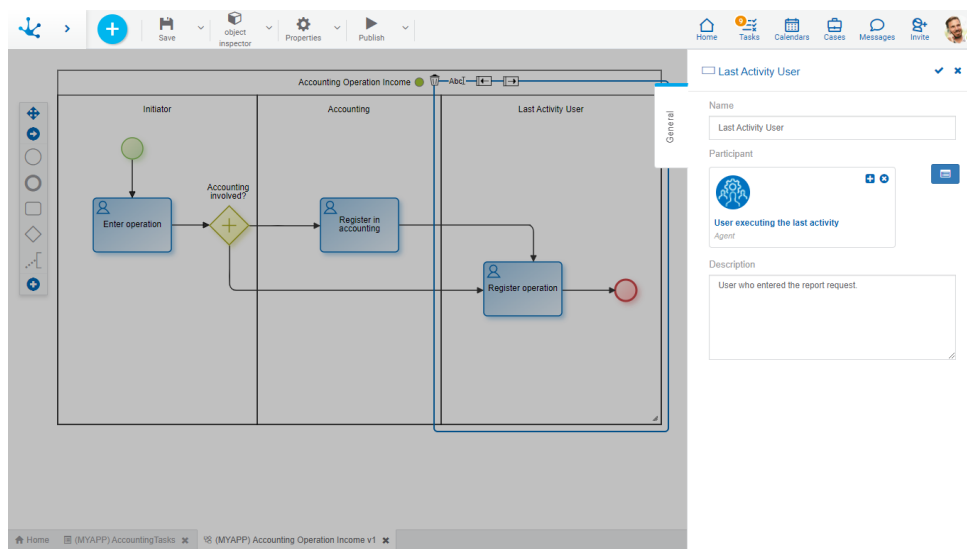 Save
object
inspector
Properties
Publish
Home
9
Tasks
Calendars
Cases
Messages
Invite
Accounting Operation Income
Abc
Initiator
Accounting
Last Activity User
Enter operation
Accounting
involved?
Register in
accounting
Register operation
General
Last Activity User
Name
Last Activity User
Participant
User executing the last activity
Agent
Description
User who entered the report request.
Home
(MYAPP) AccountingTasks
(MYAPP) Accounting Operation Income v1